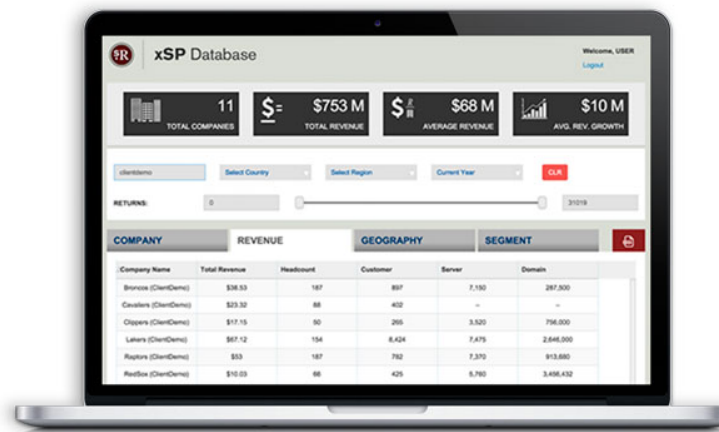 SR
xSP Database
Welcome, USER
Logout
11
TOTAL COMPANIES
$753 M
TOTAL REVENUE
$68 M
AVERAGE REVENUE
$10 M
AVG. REV. GROWTH
clientdemo
Select Country
Select Region
Current Year
CLR
RETURNS:
0
31019
COMPANY
REVENUE
GEOGRAPHY
SEGMENT
Company Name Total Revenue Headcount Customer Server Domain
Broncos (ClientDemo) $38.53 187 897 7,150 287,500
Cavaliers (ClientDemo) $23.32 88 402 -- --
Clippers (ClientDemo) $17.15 50 265 3,520 756,000
Lakers (ClientDemo) $67.12 154 8,424 7,475 2,646,000
Raptors (ClientDemo) $53 187 782 7,370 913,680
RedSox (ClientDemo) $10.03 66 425 5,760 3,456,432